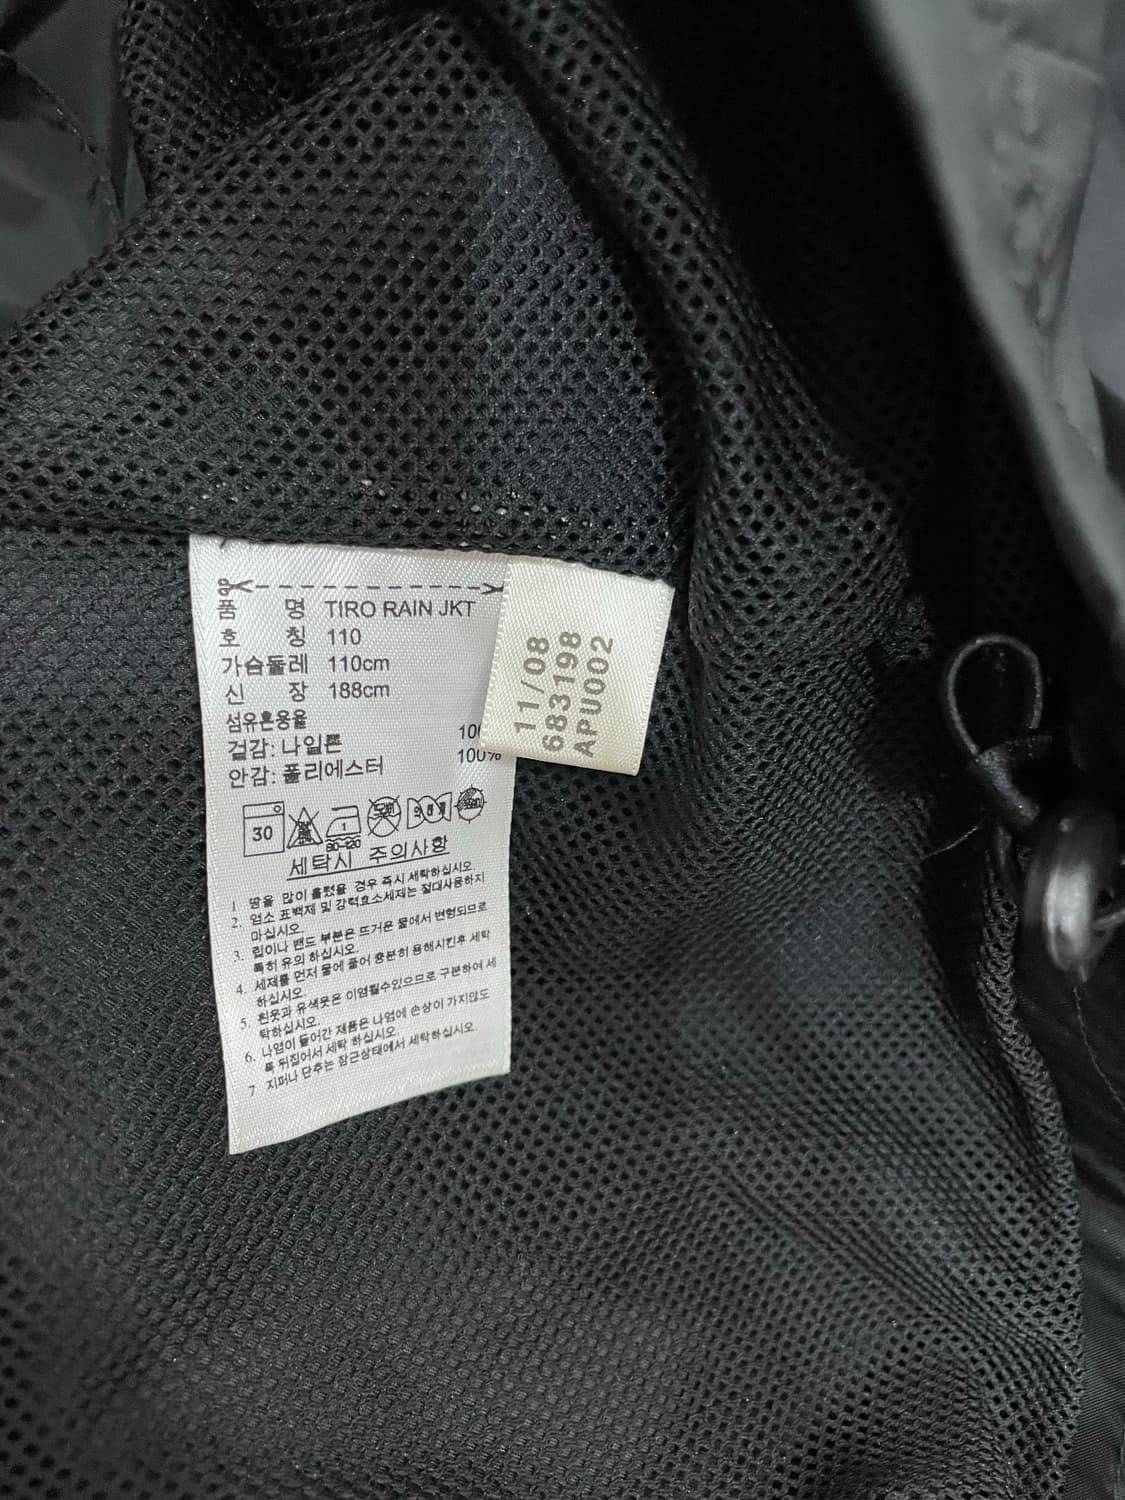 품 명 TIRO RAIN JKT
호 칭 110
가슴둘레 110cm
신 장 188cm
섬유혼용율
겉감: 나일론 100
안감: 폴리에스터 100%
30
세탁시 주의사항
1 땀을 많이 흘렸을 경우 즉시 세탁하십시오.
2. 염소 표백제 및 강력효소세제는 절대사용하지
마십시오.
3. 립이나 밴드 부분은 뜨거운 물에서 변형되므로
특히 유의 하십시오.
4. 세제를 먼저 물에 풀어 충분히 용해시킨후 세탁
하십시오.
5. 흰옷과 유색옷은 이염될수있으므로 구분하여 세
탁하십시오.
6. 나염이 들어간 제품은 나염에 손상이 가지않도
록 뒤집어서 세탁 하십시오.
7 지퍼나 단추는 잠근상태에서 세탁하십시오.
11/08
683198
APU002